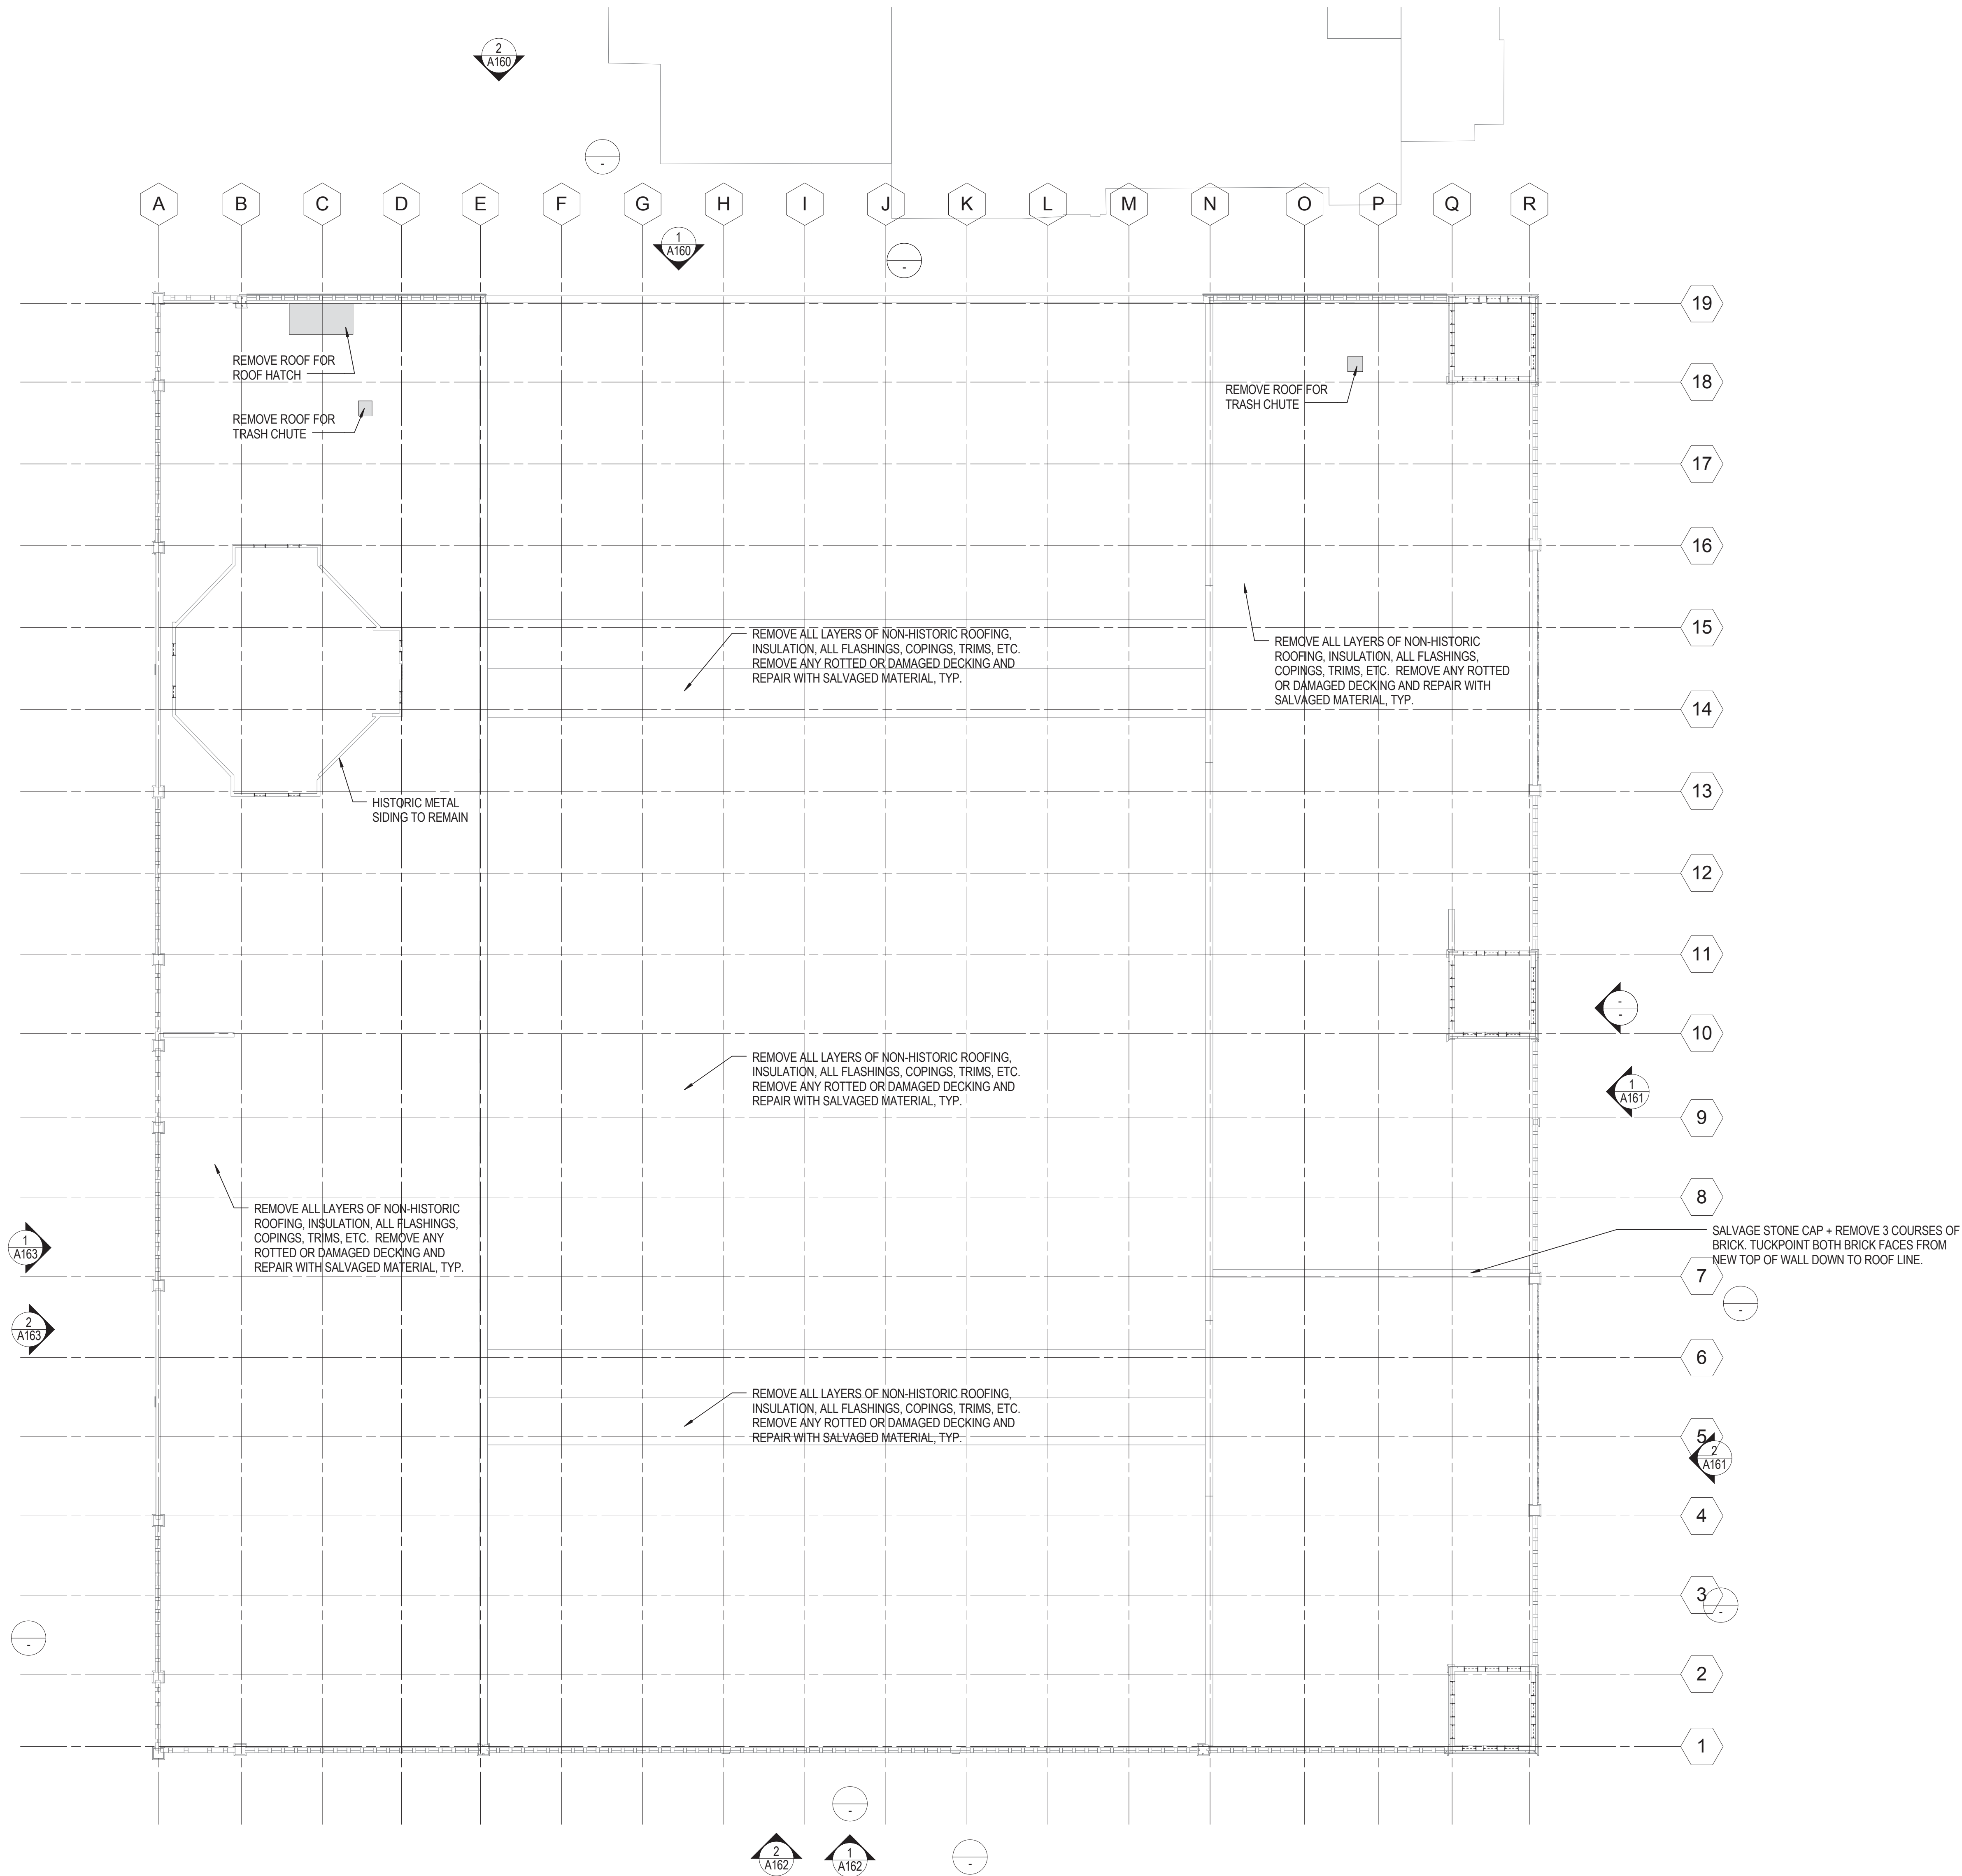 2
A160
-
A B C D E F G H I J K L M N O P Q R
1
A160
-
19
REMOVE ROOF FOR
ROOF HATCH
18
REMOVE ROOF FOR
TRASH CHUTE
REMOVE ROOF FOR
TRASH CHUTE
17
16
15
REMOVE ALL LAYERS OF NON-HISTORIC ROOFING,
INSULATION, ALL FLASHINGS, COPINGS, TRIMS, ETC.
REMOVE ANY ROTTED OR DAMAGED DECKING AND
REPAIR WITH SALVAGED MATERIAL, TYP.
REMOVE ALL LAYERS OF NON-HISTORIC
ROOFING, INSULATION, ALL FLASHINGS,
COPINGS, TRIMS, ETC. REMOVE ANY ROTTED
OR DAMAGED DECKING AND REPAIR WITH
SALVAGED MATERIAL, TYP.
14
13
HISTORIC METAL
SIDING TO REMAIN
12
11
-
-
10
REMOVE ALL LAYERS OF NON-HISTORIC ROOFING,
INSULATION, ALL FLASHINGS, COPINGS, TRIMS, ETC.
REMOVE ANY ROTTED OR DAMAGED DECKING AND
REPAIR WITH SALVAGED MATERIAL, TYP.
1
A161
9
8
REMOVE ALL LAYERS OF NON-HISTORIC
ROOFING, INSULATION, ALL FLASHINGS,
COPINGS, TRIMS, ETC. REMOVE ANY
ROTTED OR DAMAGED DECKING AND
REPAIR WITH SALVAGED MATERIAL, TYP.
1
A163
SALVAGE STONE CAP + REMOVE 3 COURSES OF
BRICK. TUCKPOINT BOTH BRICK FACES FROM
NEW TOP OF WALL DOWN TO ROOF LINE.
7
-
2
A163
6
REMOVE ALL LAYERS OF NON-HISTORIC ROOFING,
INSULATION, ALL FLASHINGS, COPINGS, TRIMS, ETC.
REMOVE ANY ROTTED OR DAMAGED DECKING AND
REPAIR WITH SALVAGED MATERIAL, TYP.
5
2
A161
4
3
-
-
2
1
-
2
A162
1
A162
-